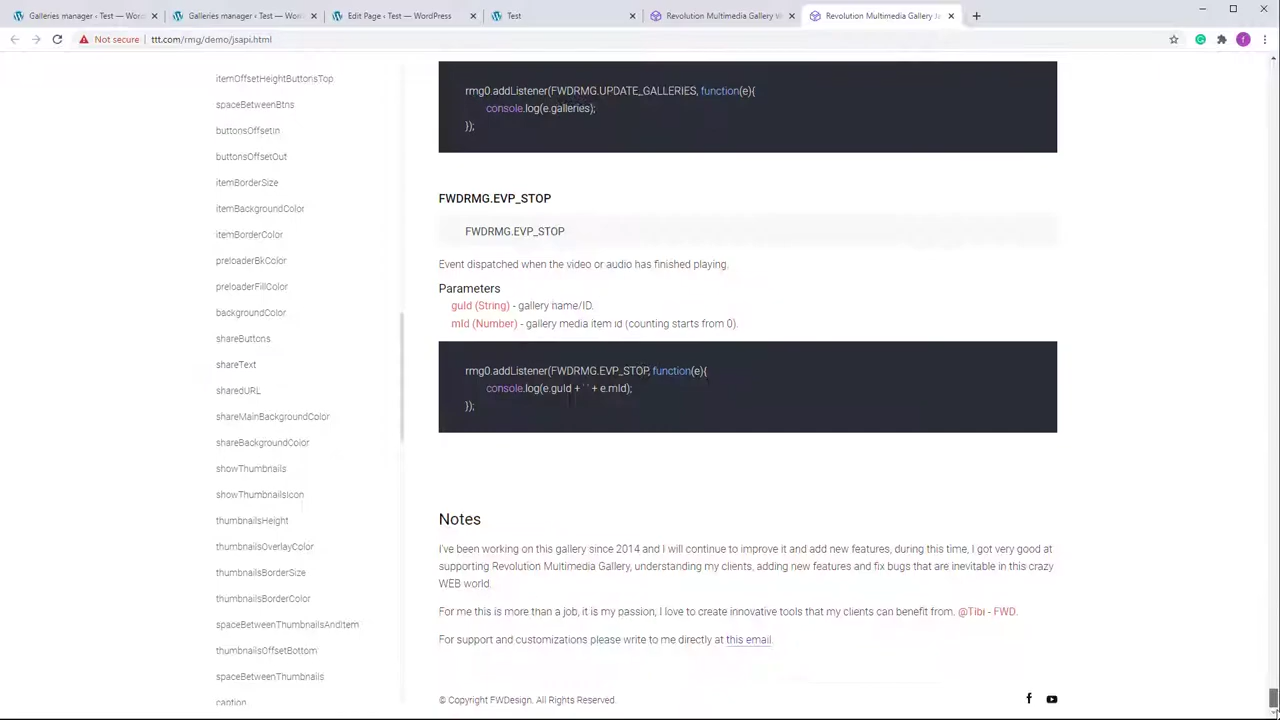 Galleries manager ‹ Test — Word
Galleries manager ‹ Test — Word
Edit Page ‹ Test — WordPress
Test
Revolution Multimedia Gallery
Revolution Multimedia Gallery
Not secure
ttt.com/rmg/demo/jsapi.html
f
itemOffsetHeightButtonsTop
spaceBetweenBtns
buttonsOffsetIn
buttonsOffsetOut
itemBorderSize
itemBackgroundColor
itemBorderColor
preloaderBkColor
preloaderFillColor
backgroundColor
shareButtons
shareText
sharedURL
shareMainBackgroundColor
shareBackgroundColor
showThumbnails
showThumbnailsIcon
thumbnailsHeight
thumbnailsOverlayColor
thumbnailsBorderSize
thumbnailsBorderColor
spaceBetweenThumbnailsAndItem
thumbnailsOffsetBottom
spaceBetweenThumbnails
caption
rmg0.addListener(FWDRMG.UPDATE_GALLERIES, function(e){
console.log(e.galleries);
});
FWDRMG.EVP_STOP
FWDRMG.EVP_STOP
Event dispatched when the video or audio has finished playing.
Parameters
guId (String) - gallery name/ID.
mId (Number) - gallery media item id (counting starts from 0).
rmg0.addListener(FWDRMG.EVP_STOP, function(e){
console.log(e.guId + ' ' + e.mId);
});
Notes
I've been working on this gallery since 2014 and I will continue to improve it and add new features, during this time, I got very good at
supporting Revolution Multimedia Gallery, understanding my clients, adding new features and fix bugs that are inevitable in this crazy
WEB world.
For me this is more than a job, it is my passion, I love to create innovative tools that my clients can benefit from. @Tibi - FWD.
For support and customizations please write to me directly at this email.
© Copyright FWDesign. All Rights Reserved.